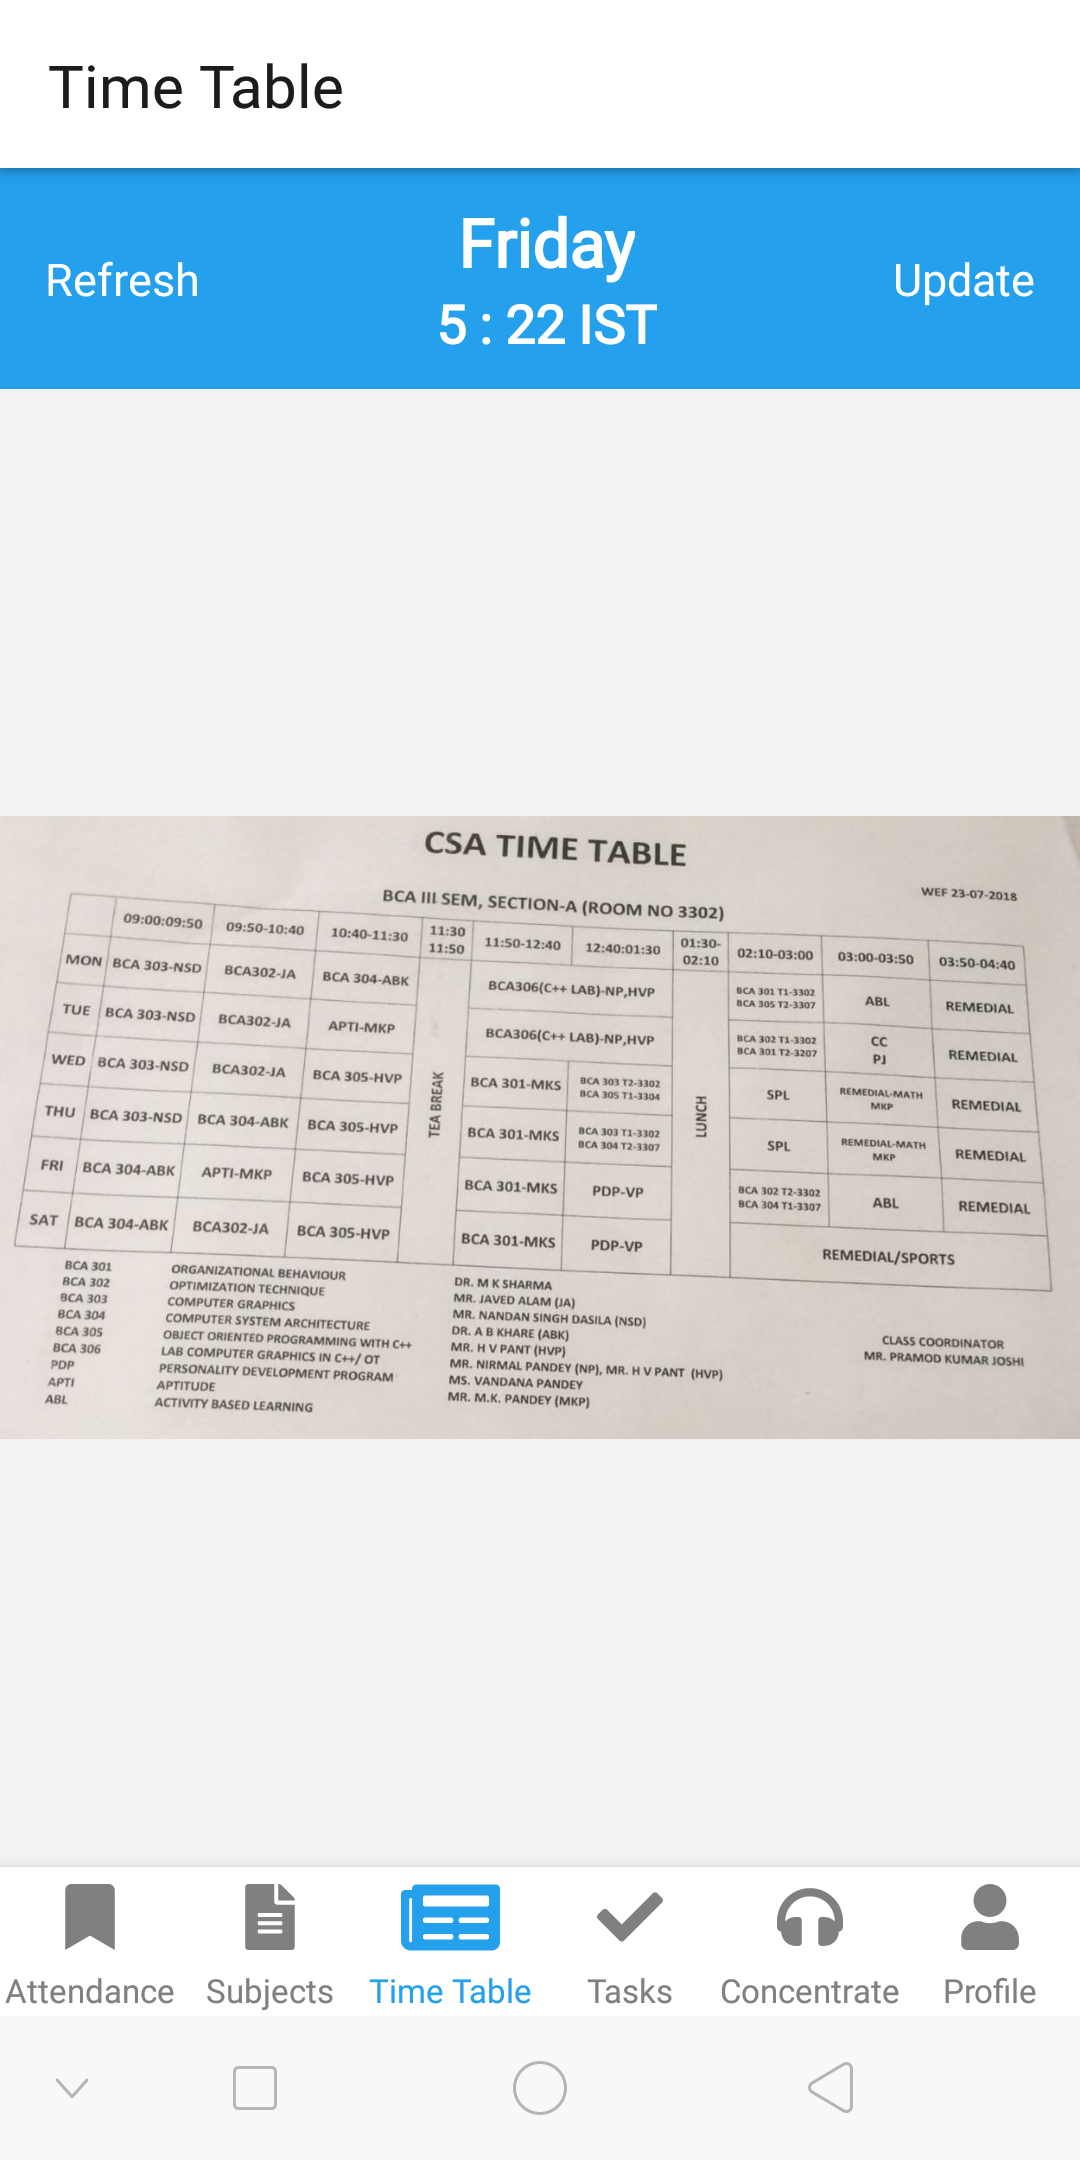 Time Table
Refresh
Friday
5 : 22 IST
Update
CSA TIME TABLE
WEF 23-07-2018
BCA III SEM, SECTION-A (ROOM NO 3302)
09:00:09:50 09:50-10:40 10:40-11:30 11:30 11:50 11:50-12:40 12:40:01:30 01:30-02:10 02:10-03:00 03:00-03:50 03:50-04:40
MON BCA 303-NSD BCA302-JA BCA 304-ABK BCA306(C++ LAB)-NP,HVP BCA 301 T1-3302 BCA 305 T2-3307 ABL REMEDIAL
TUE BCA 303-NSD BCA302-JA APTI-MKP BCA306(C++ LAB)-NP,HVP BCA 302 T1-3302 BCA 301 T2-3207 CC PJ REMEDIAL
WED BCA 303-NSD BCA302-JA BCA 305-HVP BCA 301-MKS BCA 303 T2-3302 BCA 305 T1-3304 SPL REMEDIAL-MATH MKP REMEDIAL
TEA BREAK
LUNCH
THU BCA 303-NSD BCA 304-ABK BCA 305-HVP BCA 301-MKS BCA 303 T1-3302 BCA 304 T2-3307 SPL REMEDIAL-MATH MKP REMEDIAL
FRI BCA 304-ABK APTI-MKP BCA 305-HVP BCA 301-MKS PDP-VP BCA 302 T2-3302 BCA 304 T1-3307 ABL REMEDIAL
SAT BCA 304-ABK BCA302-JA BCA 305-HVP BCA 301-MKS PDP-VP REMEDIAL/SPORTS
BCA 301 ORGANIZATIONAL BEHAVIOUR DR. M K SHARMA
BCA 302 OPTIMIZATION TECHNIQUE MR. JAVED ALAM (JA)
BCA 303 COMPUTER GRAPHICS MR. NANDAN SINGH DASILA (NSD)
BCA 304 COMPUTER SYSTEM ARCHITECTURE DR. A B KHARE (ABK)
BCA 305 OBJECT ORIENTED PROGRAMMING WITH C++ MR. H V PANT (HVP)
BCA 306 LAB COMPUTER GRAPHICS IN C++/ OT MR. NIRMAL PANDEY (NP), MR. H V PANT (HVP)
PDP PERSONALITY DEVELOPMENT PROGRAM MS. VANDANA PANDEY
APTI APTITUDE MR. M.K. PANDEY (MKP)
ABL ACTIVITY BASED LEARNING
CLASS COORDINATOR
MR. PRAMOD KUMAR JOSHI
Attendance
Subjects
Time Table
Tasks
Concentrate
Profile